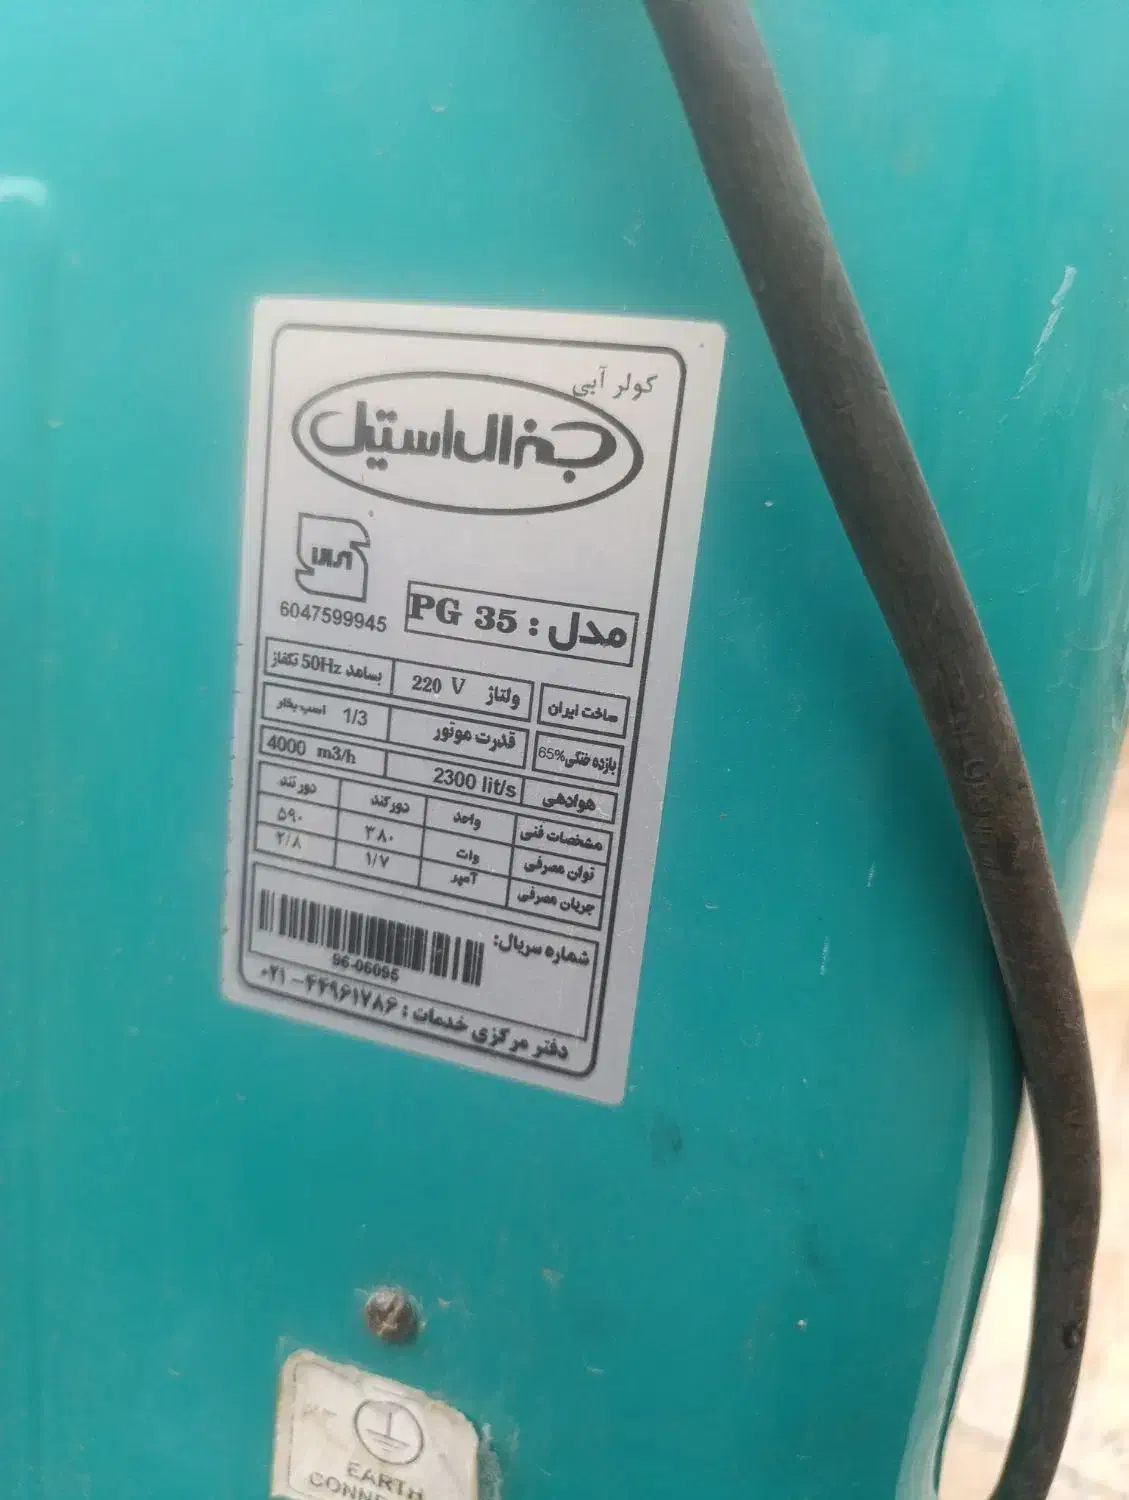 کولر آبی
جنرال استیل
ایران
6047599945
مدل : PG 35
ساخت ایران ولتاژ 220 V بسامد 50Hz تکفاز
بازده خنکی 65% قدرت موتور 1/3 اسب بخار
هوادهی 2300 lit/s 4000 m3/h
مشخصات فنی واحد دور کند دور تند
توان مصرفی وات ۳۸۰ ۵۹۰
جریان مصرفی آمپر ۱/۷ ۲/۸
شماره سریال:
96-06095
دفتر مرکزی خدمات : ۴۴۹۶۱۷۸۶ – ۰۲۱
EARTH